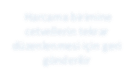 Harcama birimine
cetvellerin tekrar
düzenlenmesi için geri
gönderilir